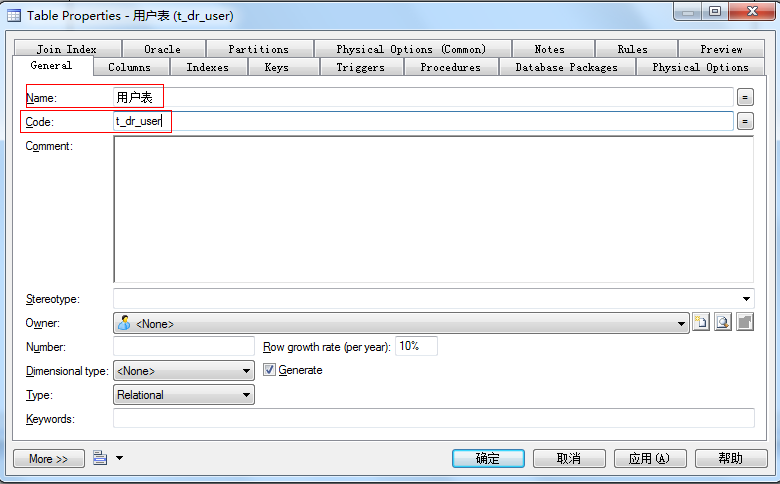 Table Properties - 用户表 (t_dr_user)
Join Index Oracle Partitions Physical Options (Common) Notes Rules Preview
General Columns Indexes Keys Triggers Procedures Database Packages Physical Options
Name: 用户表 =
Code: t_dr_user =
Comment:
Stereotype:
Owner: <None>
Number: Row growth rate (per year): 10%
Dimensional type: <None> Generate
Type: Relational
Keywords:
More >> 确定 取消 应用(A) 帮助